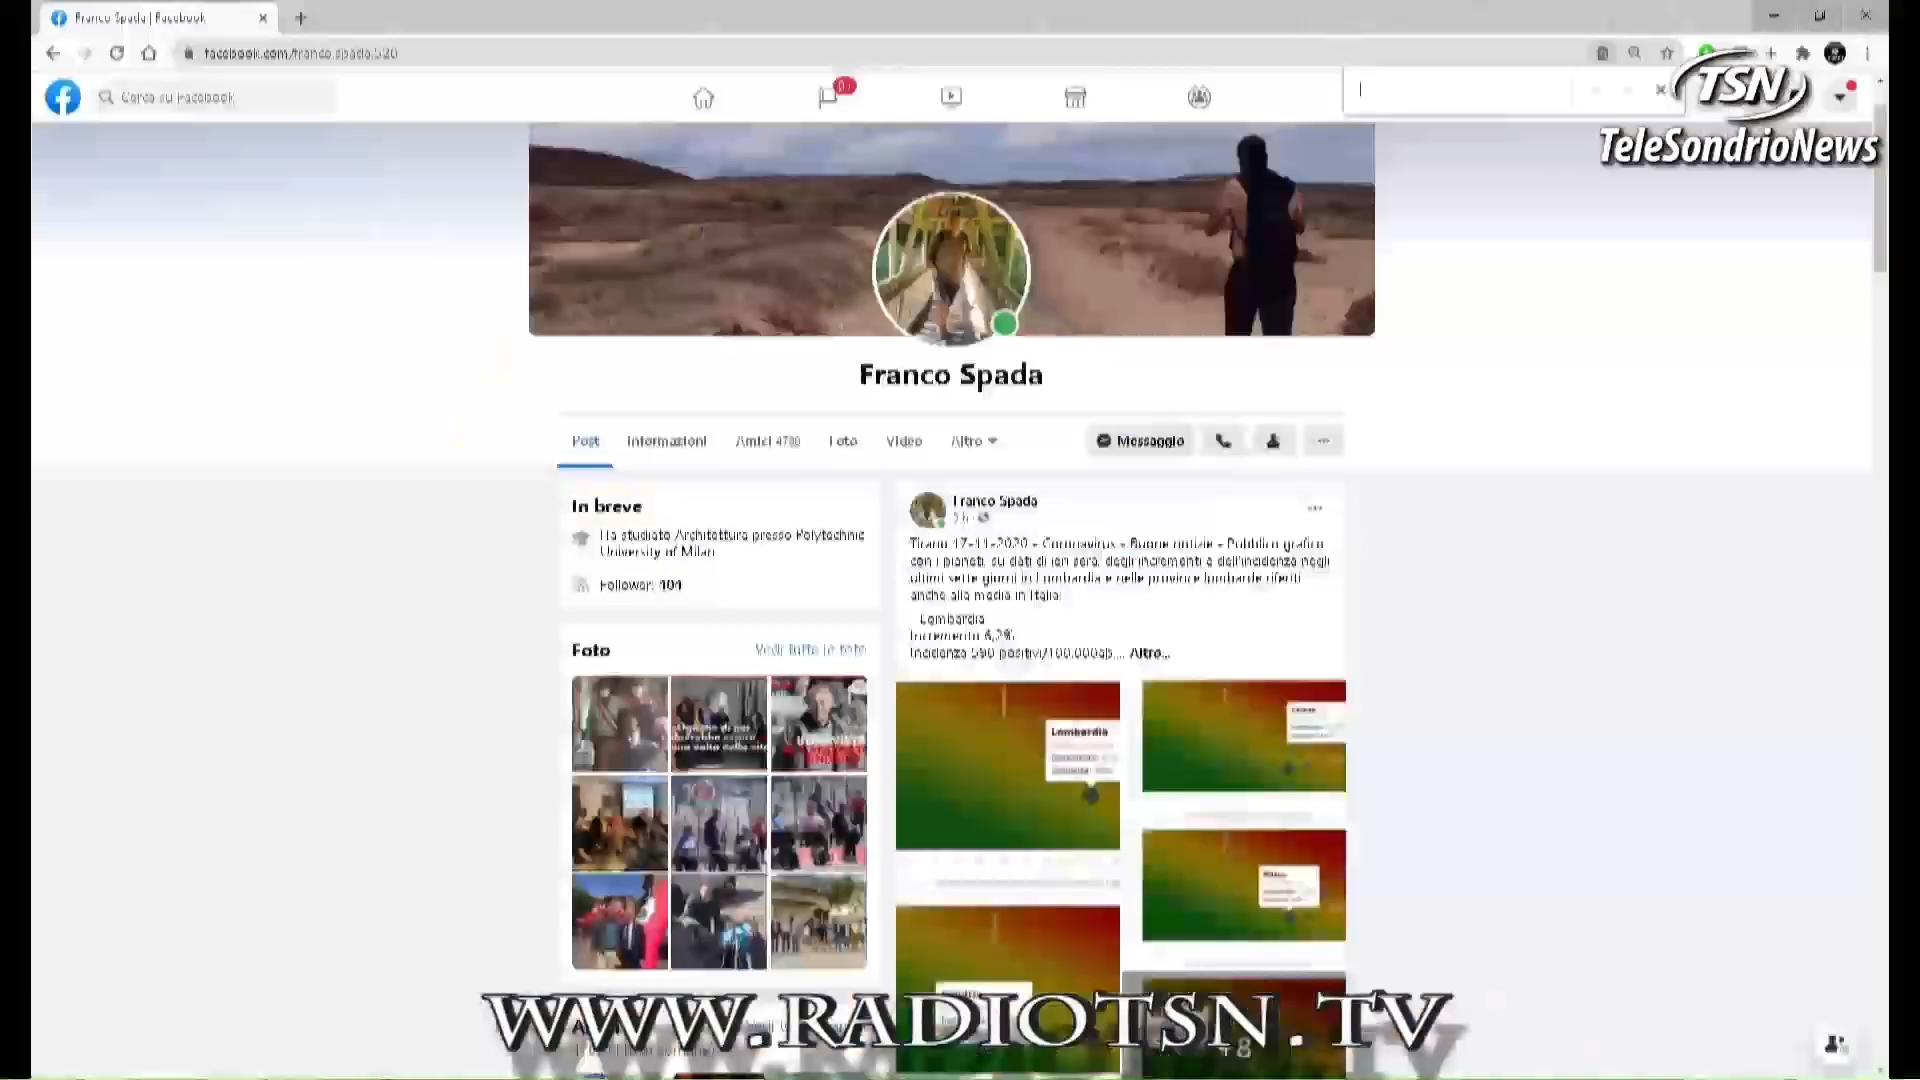 Franco Spada | Facebook
facebook.com/franco.spada.520
TSN
TeleSondrioNews
Cerca su Facebook
Franco Spada
Post
Informazioni
Amici 4780
Foto
Video
Altro
Messaggio
In breve
Ha studiato Architettura presso Polytechnic
University of Milan
Follower: 404
Foto
Vedi tutte le foto
Franco Spada
Tirano 17-11-2020 - Coronavirus - Buone notizie - Pubblico grafico
con i pianeti, su dati di ieri sera, degli incrementi e dell'incidenza negli
ultimi sette giorni in Lombardia e nelle province lombarde riferiti
anche alla media in Italia:
Lombardia
Incremento 6,2%
Incidenza 590 positivi/100.000ab.... Altro...
Lombardia
WWW.RADIOTSN.TV